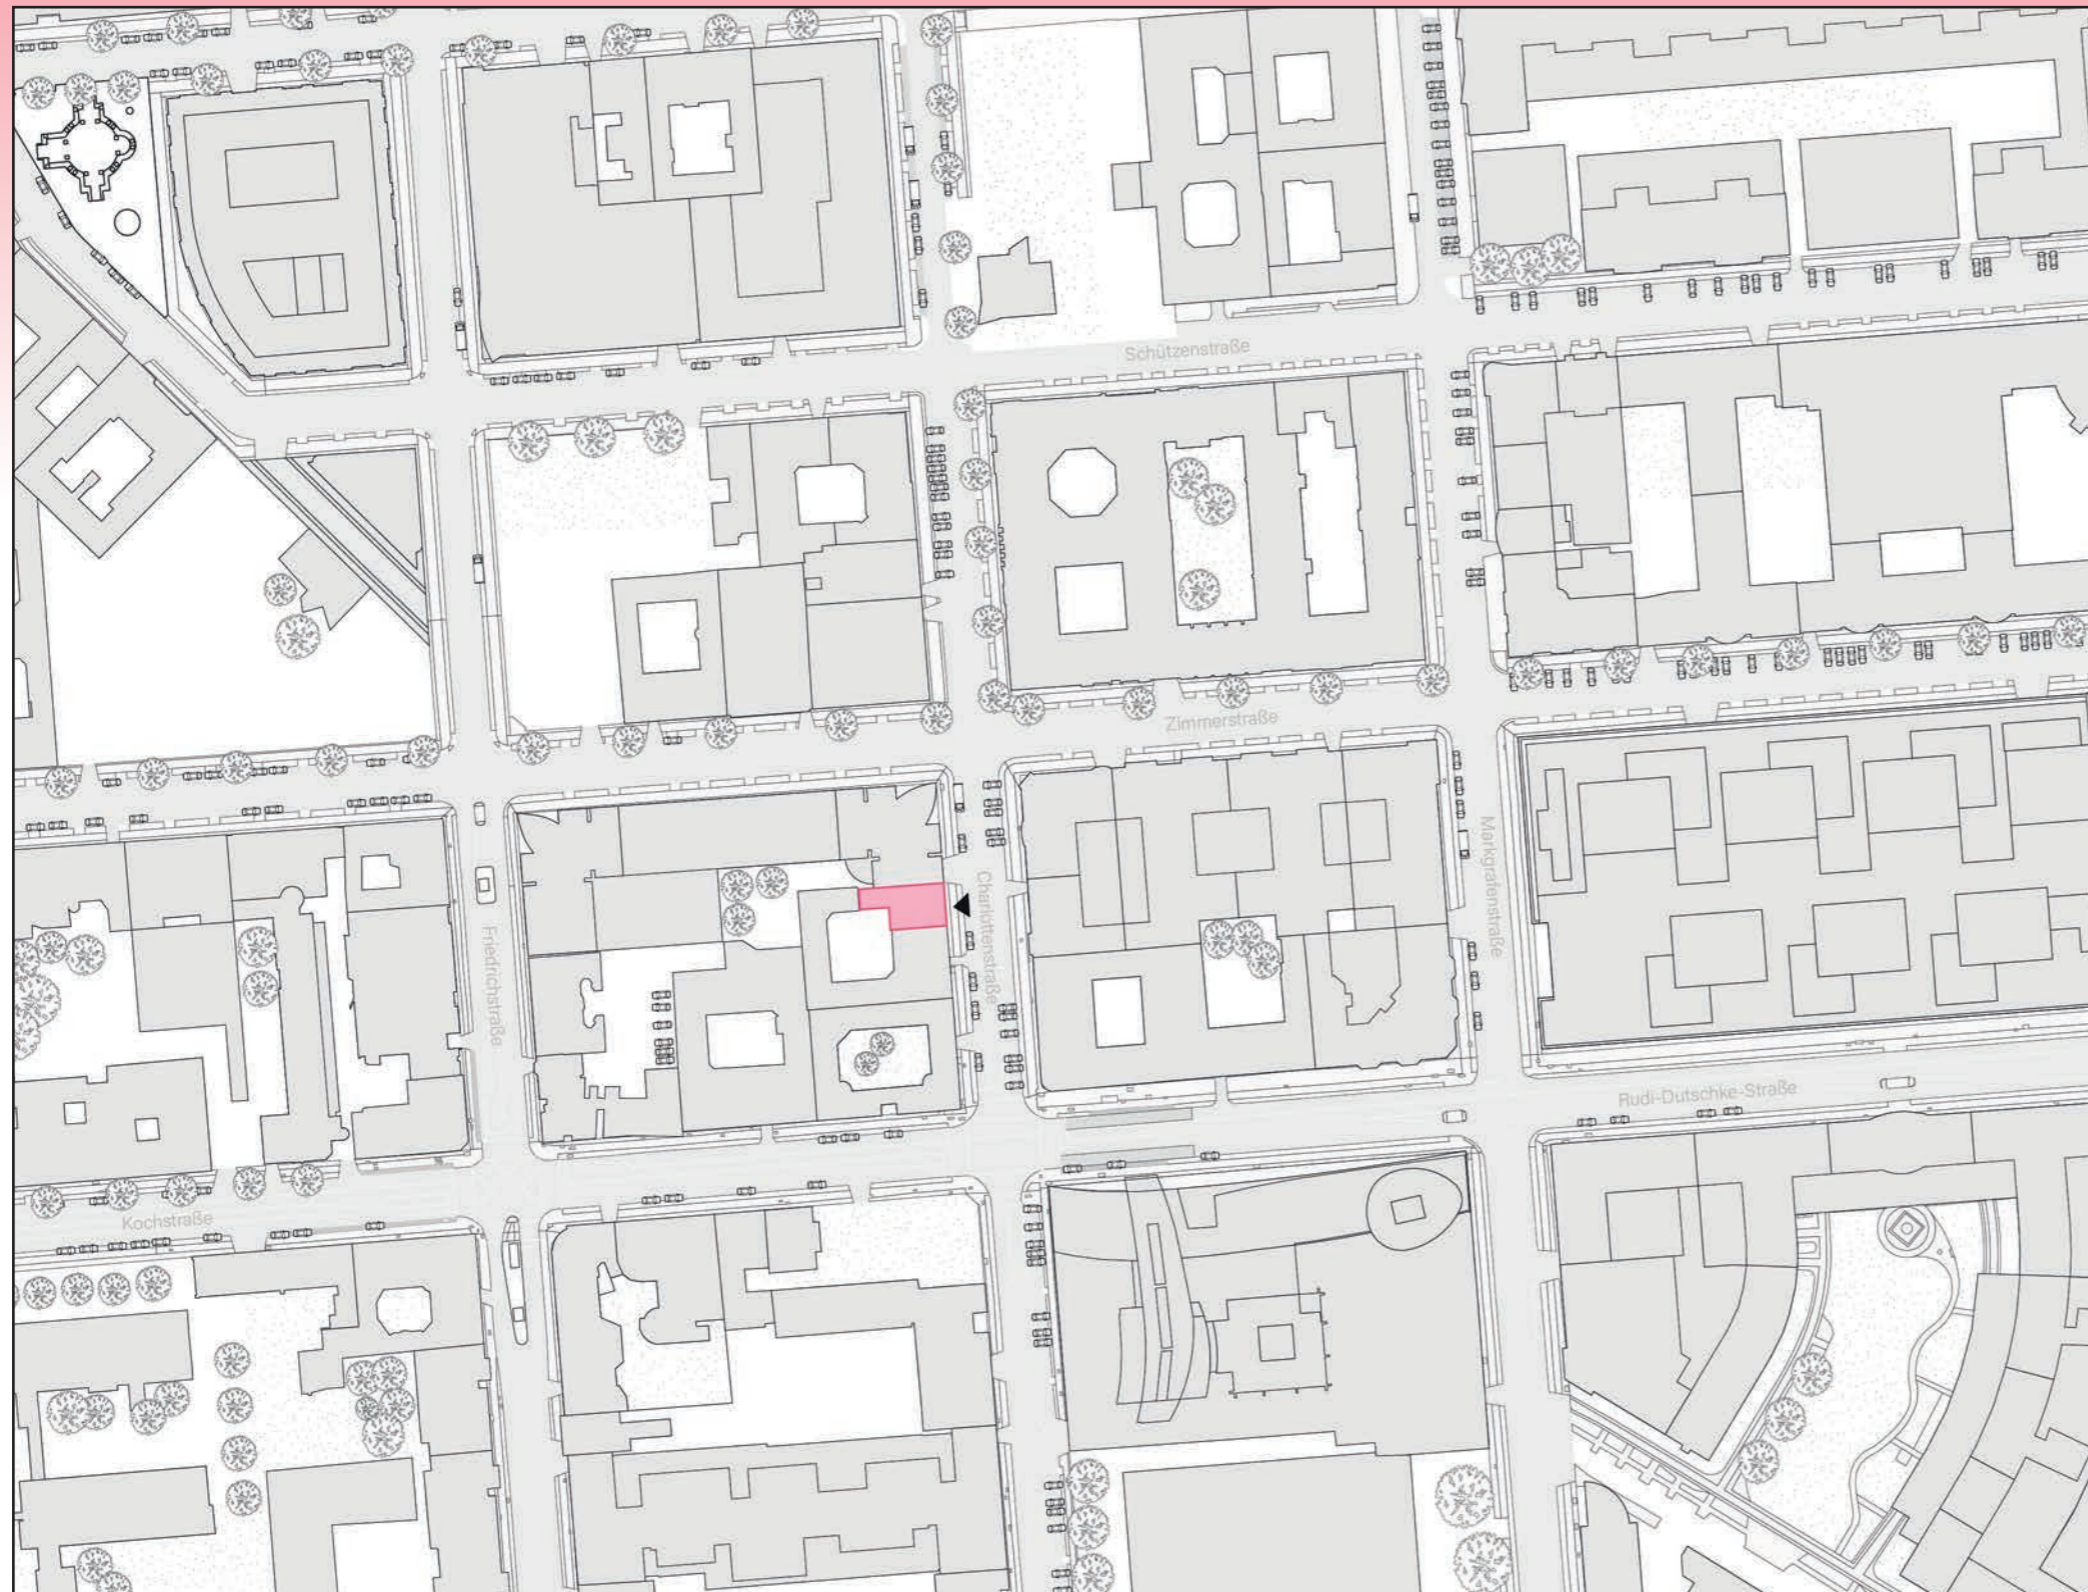 Schützenstraße
Zimmerstraße
Markgrafenstraße
Charlottenstraße
Friedrichstraße
Rudi-Dutschke-Straße
Kochstraße